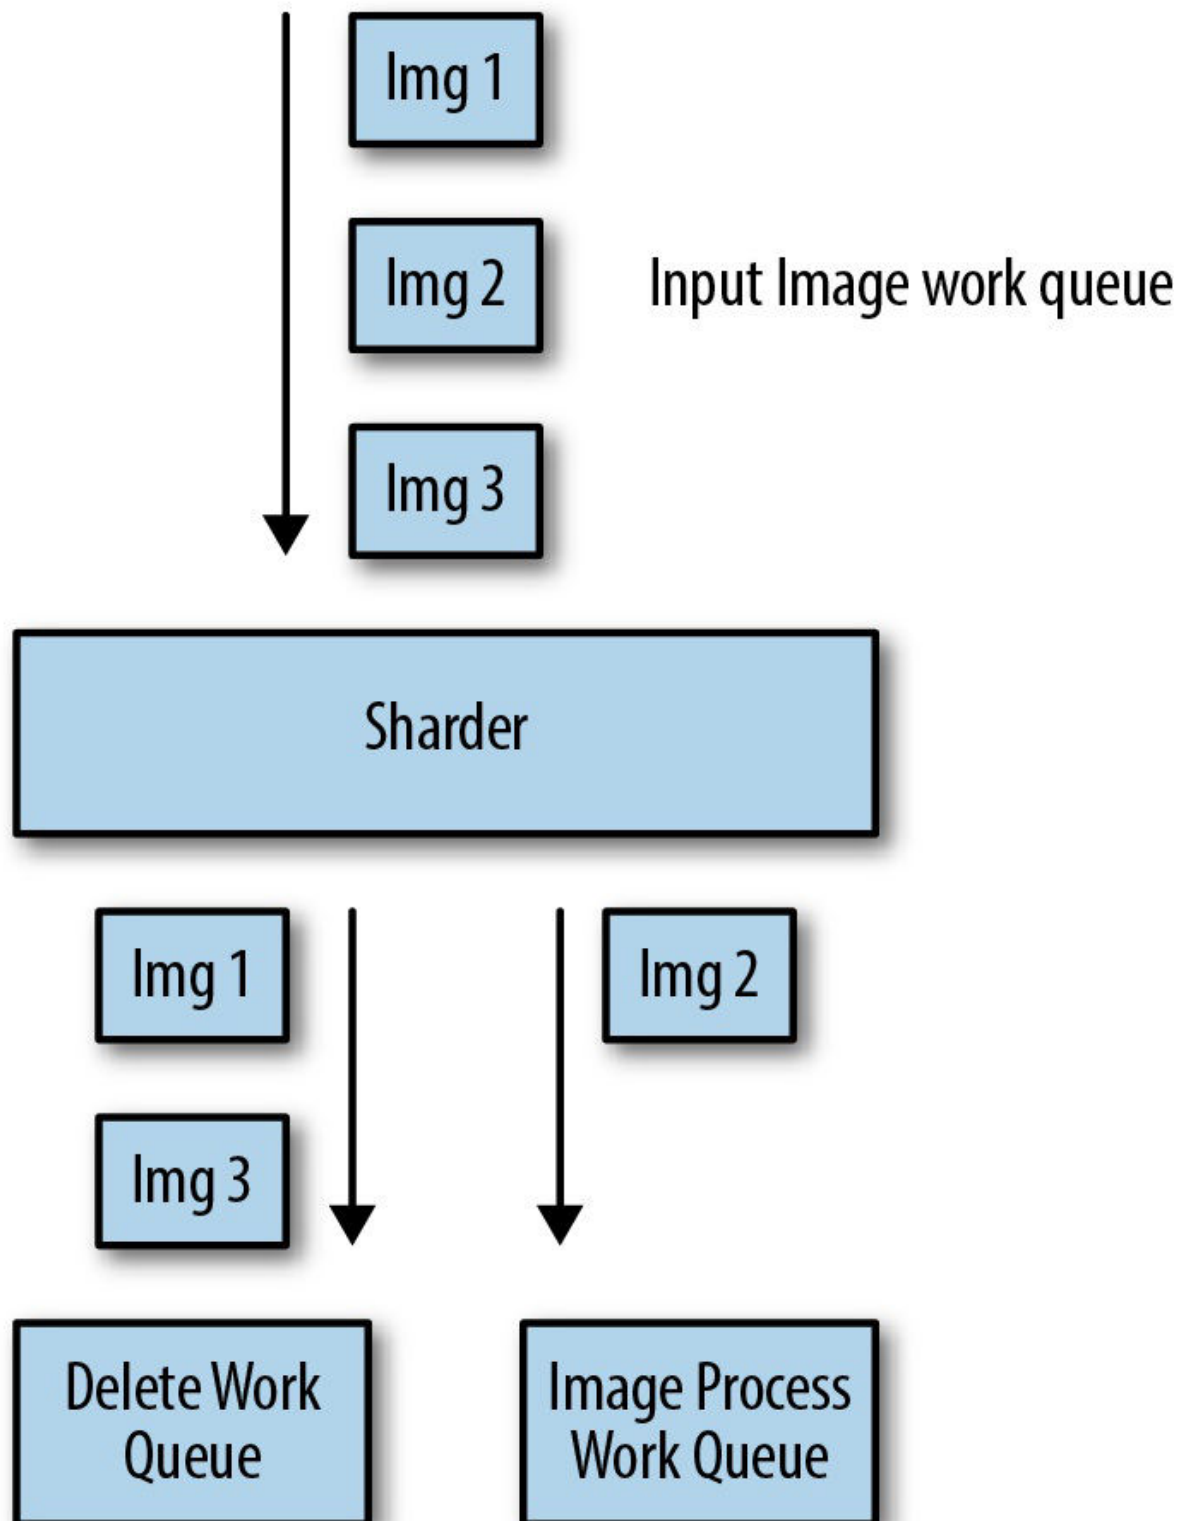 Img 1
Img 2
Input Image work queue
Img 3
Sharder
Img 1
Img 2
Img 3
Delete Work
Queue
Image Process
Work Queue